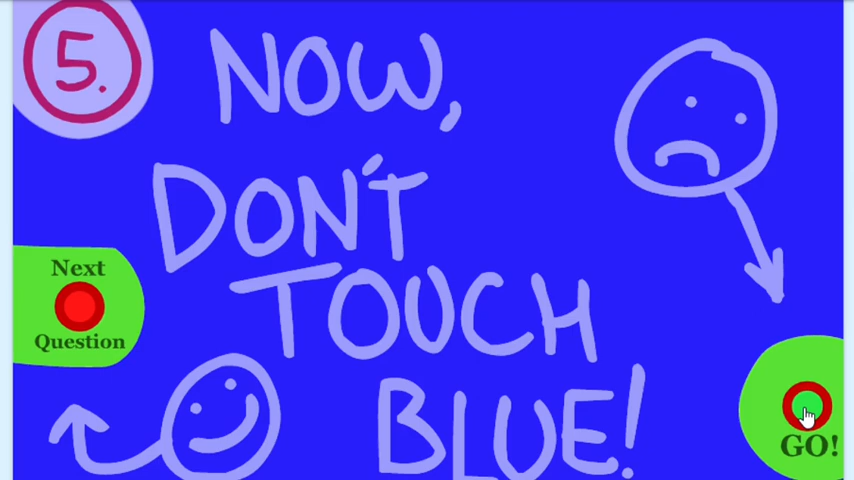 5.
NOW,
DON'T
TOUCH
BLUE!
Next
Question
GO!